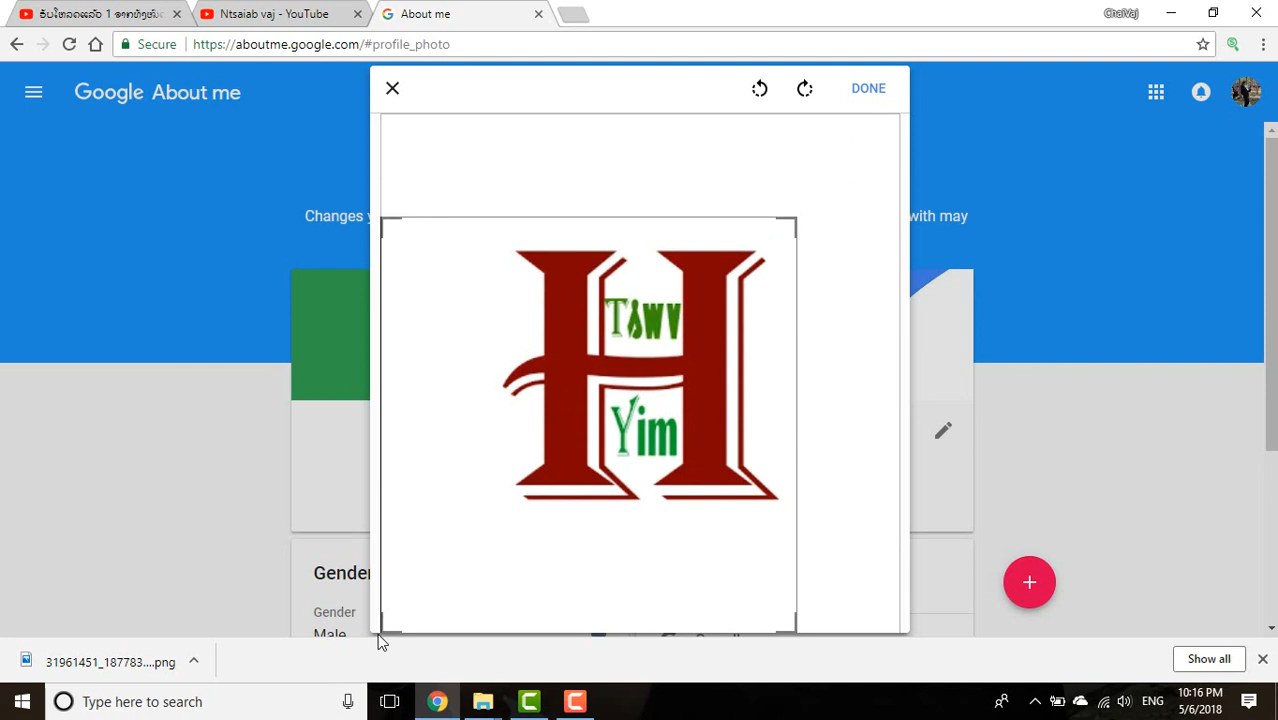 Ntsaiab vaj - YouTube
About me
ChaiVaj
Secure
https://aboutme.google.com/#profile_photo
Google About me
DONE
Changes
with may
Tswv
Yim
Gender
Gender
Male
31961451_187783....png
Show all
Type here to search
ENG
10:16 PM
5/6/2018